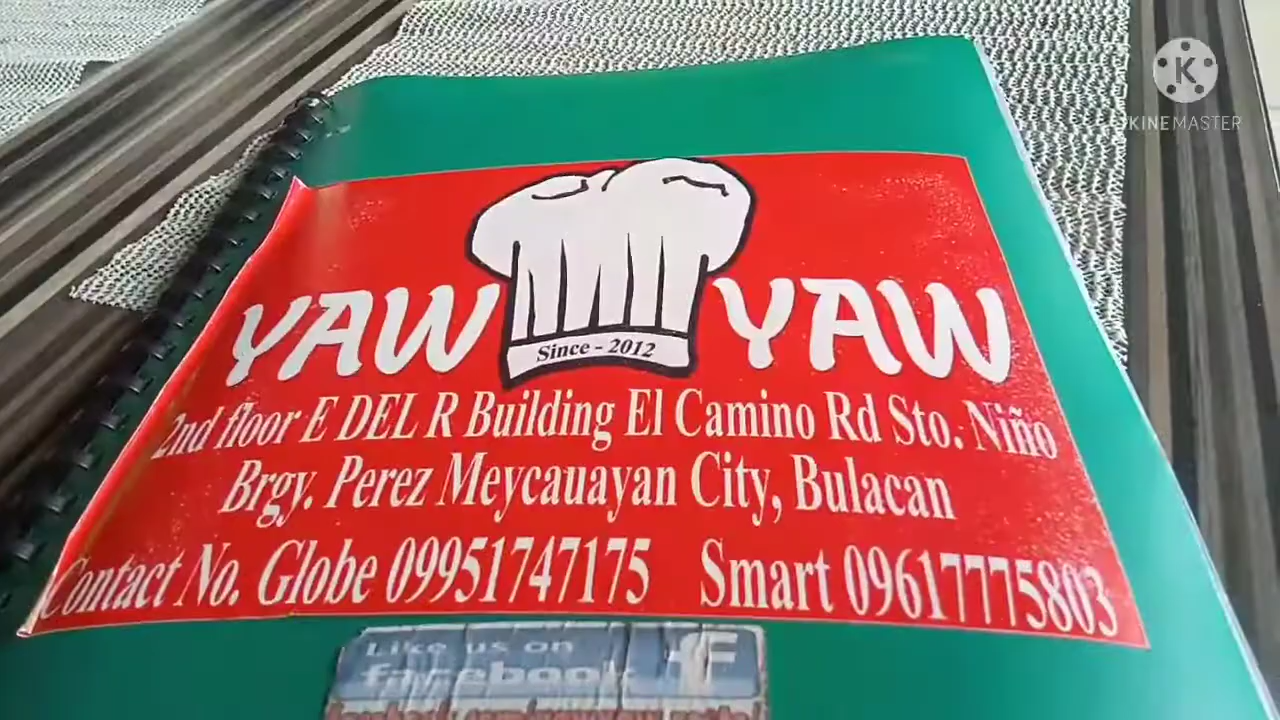 KINEMASTER
YAW YAW
Since - 2012
2nd floor E DEL R Building El Camino Rd Sto. Niño
Brgy. Perez Meycauayan City, Bulacan
Contact No. Globe 09951747175 Smart 09617775803
Like us on
facebook